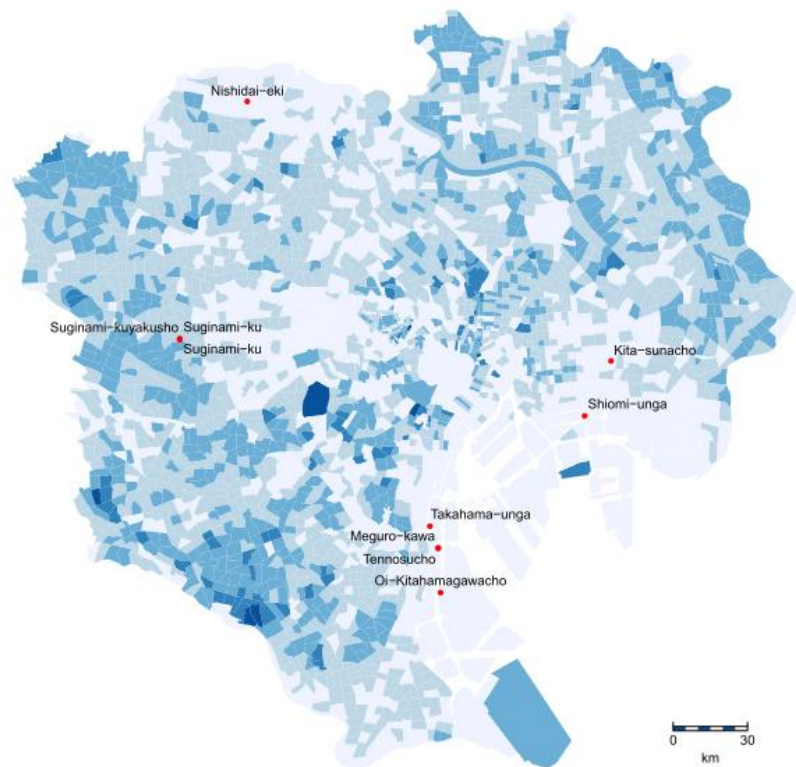 Nishidai-eki
Suginami-kuyakusho
Suginami-ku
Suginami-ku
Kita-sunacho
Shiomi-unga
Takahama-unga
Meguro-kawa
Tennosucho
Oi-Kitahamagawacho
0 30
km